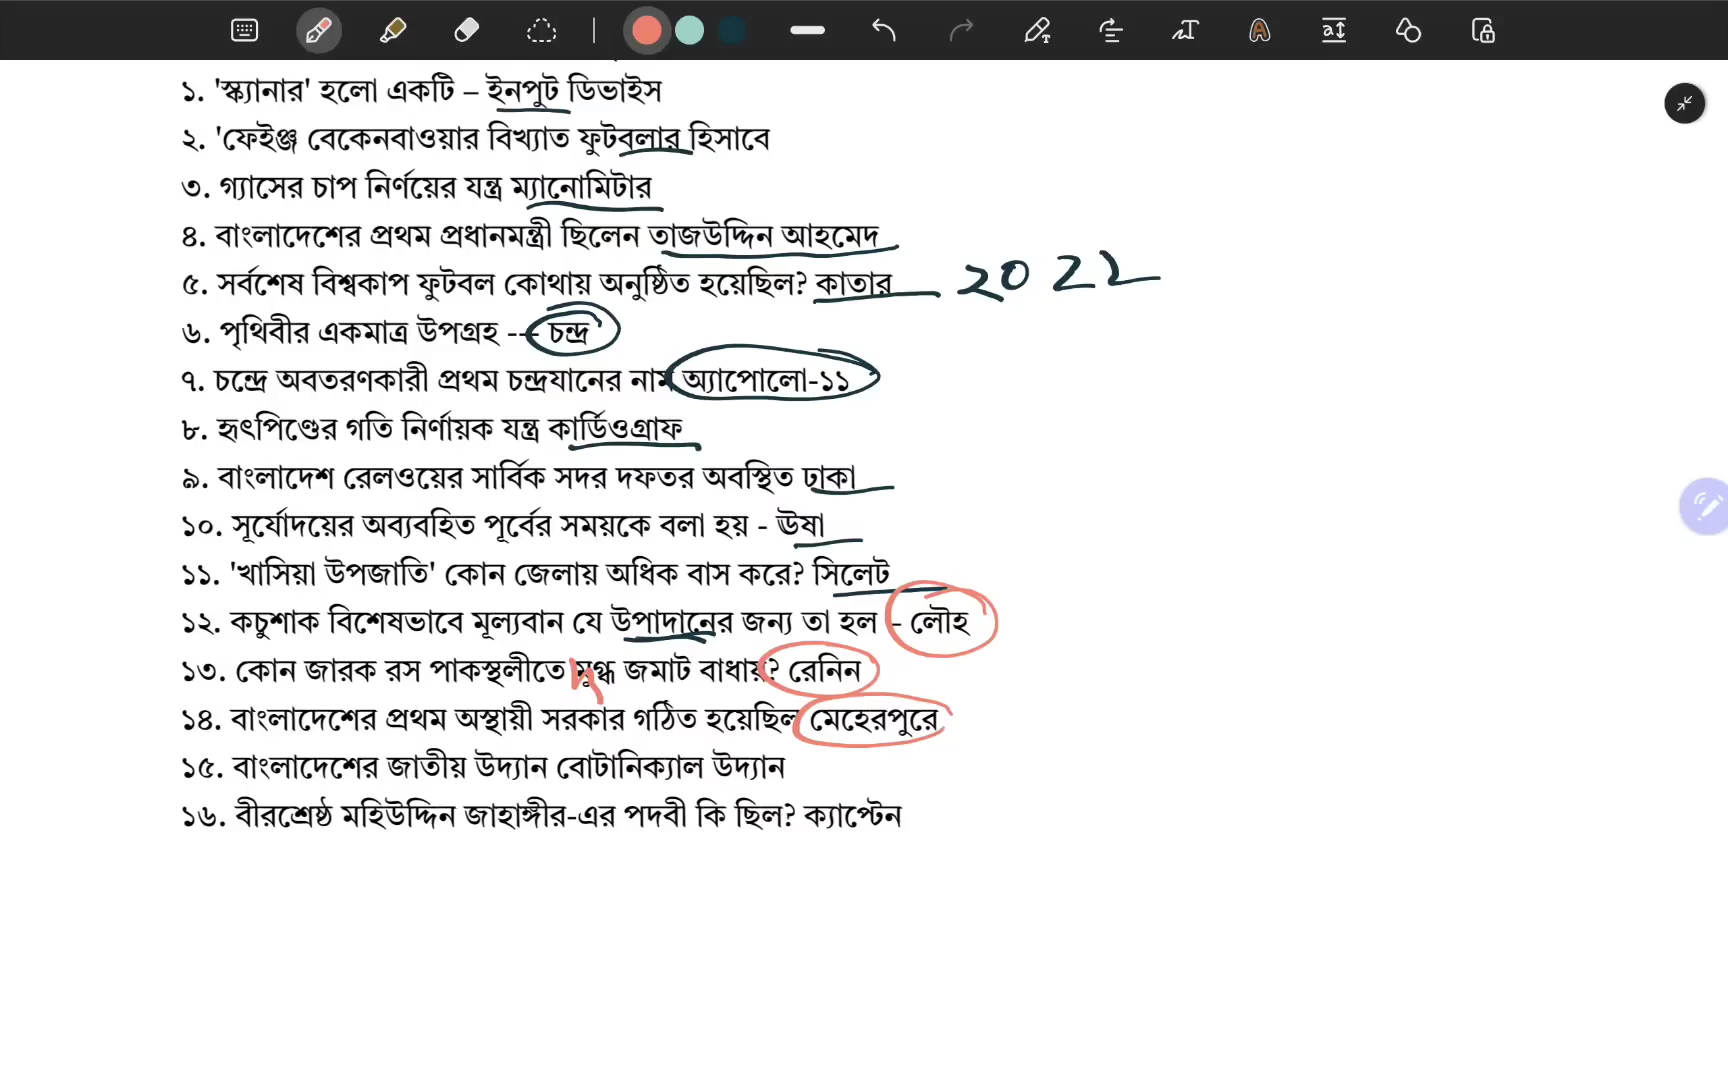 ১. 'স্ক্যানার' হলো একটি – ইনপুট ডিভাইস
২. 'ফেইঞ্জ বেকেনবাওয়ার বিখ্যাত ফুটবলার হিসাবে
৩. গ্যাসের চাপ নির্ণয়ের যন্ত্র ম্যানোমিটার
৪. বাংলাদেশের প্রথম প্রধানমন্ত্রী ছিলেন তাজউদ্দিন আহমেদ
৫. সর্বশেষ বিশ্বকাপ ফুটবল কোথায় অনুষ্ঠিত হয়েছিল? কাতার 2022
৬. পৃথিবীর একমাত্র উপগ্রহ --- চন্দ্র
৭. চন্দ্রে অবতরণকারী প্রথম চন্দ্রযানের নাম অ্যাপোলো-১১
৮. হৃৎপিণ্ডের গতি নির্ণায়ক যন্ত্র কার্ডিওগ্রাফ
৯. বাংলাদেশ রেলওয়ের সার্বিক সদর দফতর অবস্থিত ঢাকা
১০. সূর্যোদয়ের অব্যবহিত পূর্বের সময়কে বলা হয় - ঊষা
১১. 'খাসিয়া উপজাতি' কোন জেলায় অধিক বাস করে? সিলেট
১২. কচুশাক বিশেষভাবে মূল্যবান যে উপাদানের জন্য তা হল - লৌহ
১৩. কোন জারক রস পাকস্থলীতে জমাট বাধায়? রেনিন
১৪. বাংলাদেশের প্রথম অস্থায়ী সরকার গঠিত হয়েছিল মেহেরপুরে
১৫. বাংলাদেশের জাতীয় উদ্যান বোটানিক্যাল উদ্যান
১৬. বীরশ্রেষ্ঠ মহিউদ্দিন জাহাঙ্গীর-এর পদবী কি ছিল? ক্যাপ্টেন